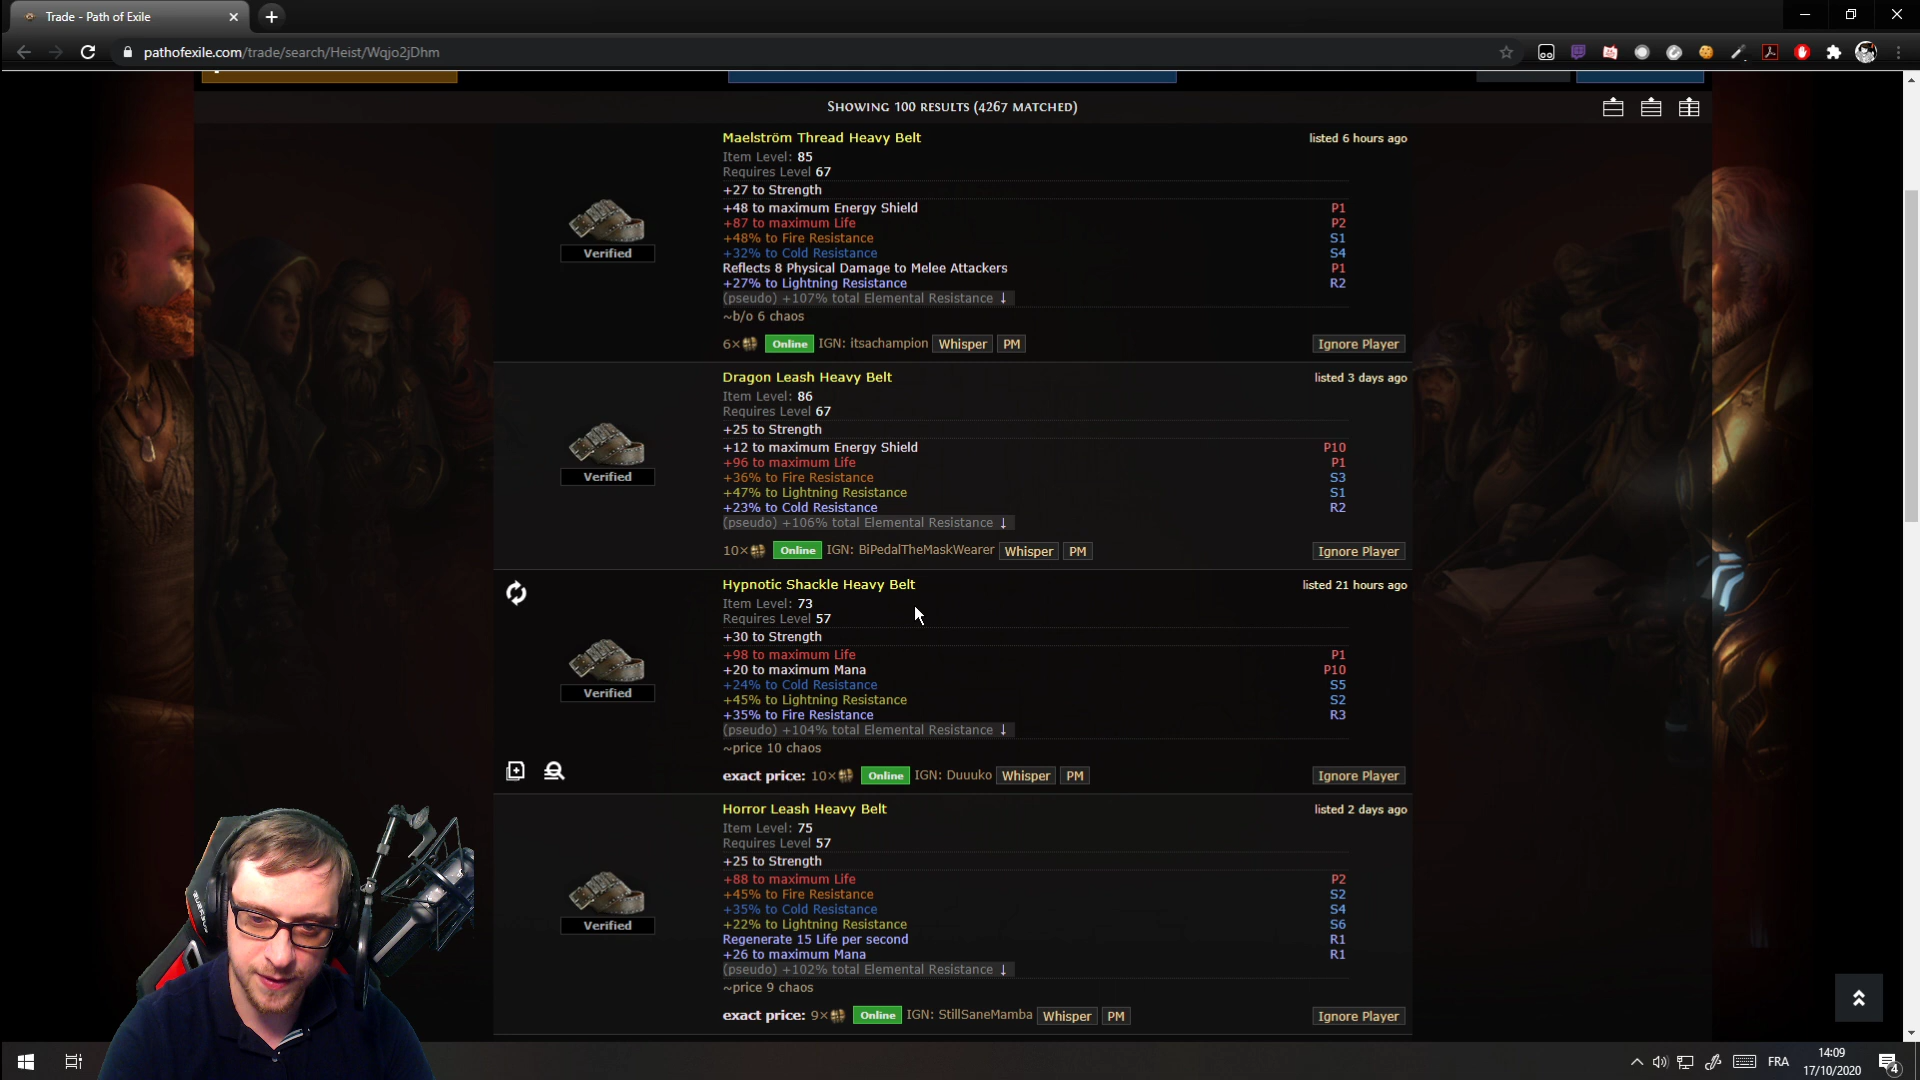 Trade - Path of Exile
pathofexile.com/trade/search/Heist/Wqjo2jDhm
SHOWING 100 RESULTS (4267 MATCHED)
Maelström Thread Heavy Belt
listed 6 hours ago
Item Level: 85
Requires Level 67
+27 to Strength
+48 to maximum Energy Shield P1
+87 to maximum Life P2
+48% to Fire Resistance S1
+32% to Cold Resistance S4
Reflects 8 Physical Damage to Melee Attackers P1
+27% to Lightning Resistance R2
(pseudo) +107% total Elemental Resistance ↓
~b/o 6 chaos
Verified
6× Online IGN: itsachampion Whisper PM Ignore Player
Dragon Leash Heavy Belt
listed 3 days ago
Item Level: 86
Requires Level 67
+25 to Strength
+12 to maximum Energy Shield P10
+96 to maximum Life P1
+36% to Fire Resistance S3
+47% to Lightning Resistance S1
+23% to Cold Resistance R2
(pseudo) +106% total Elemental Resistance ↓
Verified
10× Online IGN: BiPedalTheMaskWearer Whisper PM Ignore Player
Hypnotic Shackle Heavy Belt
listed 21 hours ago
Item Level: 73
Requires Level 57
+30 to Strength
+98 to maximum Life P1
+20 to maximum Mana P10
+24% to Cold Resistance S5
+45% to Lightning Resistance S2
+35% to Fire Resistance R3
(pseudo) +104% total Elemental Resistance ↓
~price 10 chaos
Verified
exact price: 10× Online IGN: Duuuko Whisper PM Ignore Player
Horror Leash Heavy Belt
listed 2 days ago
Item Level: 75
Requires Level 57
+25 to Strength
+88 to maximum Life P2
+45% to Fire Resistance S2
+35% to Cold Resistance S4
+22% to Lightning Resistance S6
Regenerate 15 Life per second R1
+26 to maximum Mana R1
(pseudo) +102% total Elemental Resistance ↓
~price 9 chaos
Verified
exact price: 9× Online IGN: StillSaneMamba Whisper PM Ignore Player
FRA
14:09
17/10/2020
4